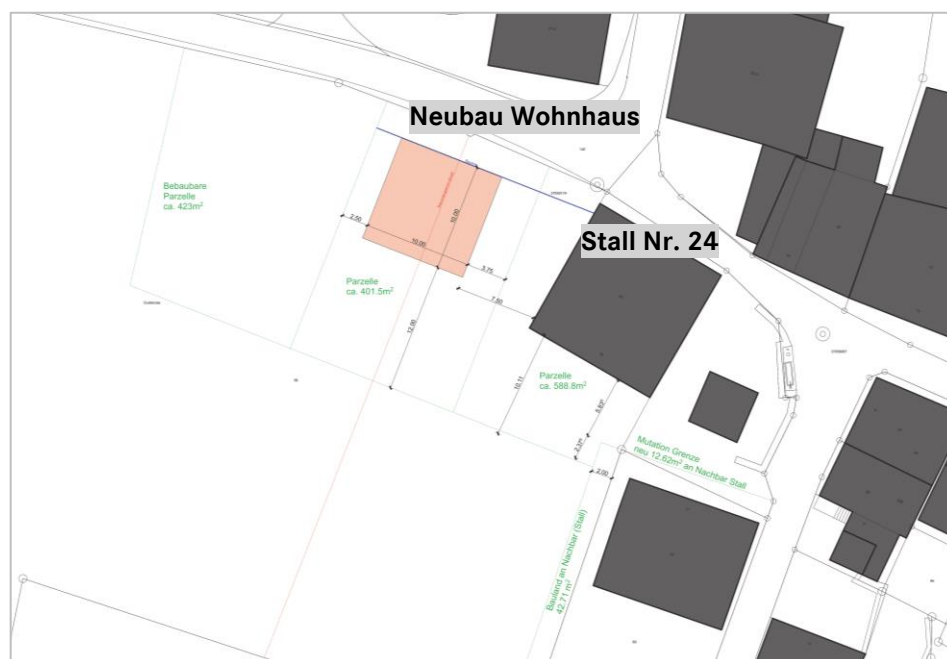 Neubau Wohnhaus
Stall Nr. 24
Bebaubare
Parzelle
ca. 423m²
2.50
10.00
10.00
3.75
Parzelle
ca. 401.5m²
7.50
12.00
Parzelle
ca. 588.8m²
10.11
2.00
Mutation Grenze
neu 12.62m² an Nachbar Stall
Bauland an Nachbar (Stall)
42.71 m²